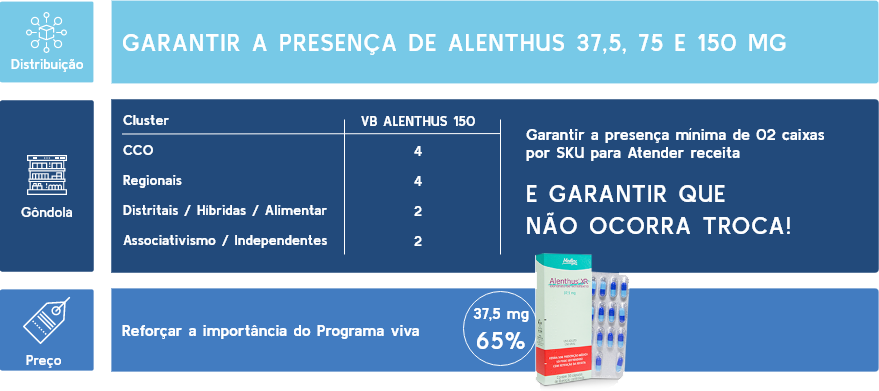 Distribuição
GARANTIR A PRESENÇA DE ALENTHUS 37,5, 75 E 150 MG
Gôndola
Cluster
VB ALENTHUS 150
CCO
4
Regionais
4
Distritais / Híbridas / Alimentar
2
Associativismo / Independentes
2
Garantir a presença mínima de 02 caixas
por SKU para Atender receita
E GARANTIR QUE
NÃO OCORRA TROCA!
Preço
Reforçar a importância do Programa viva
37,5 mg
65%
Medley
Alenthus XR